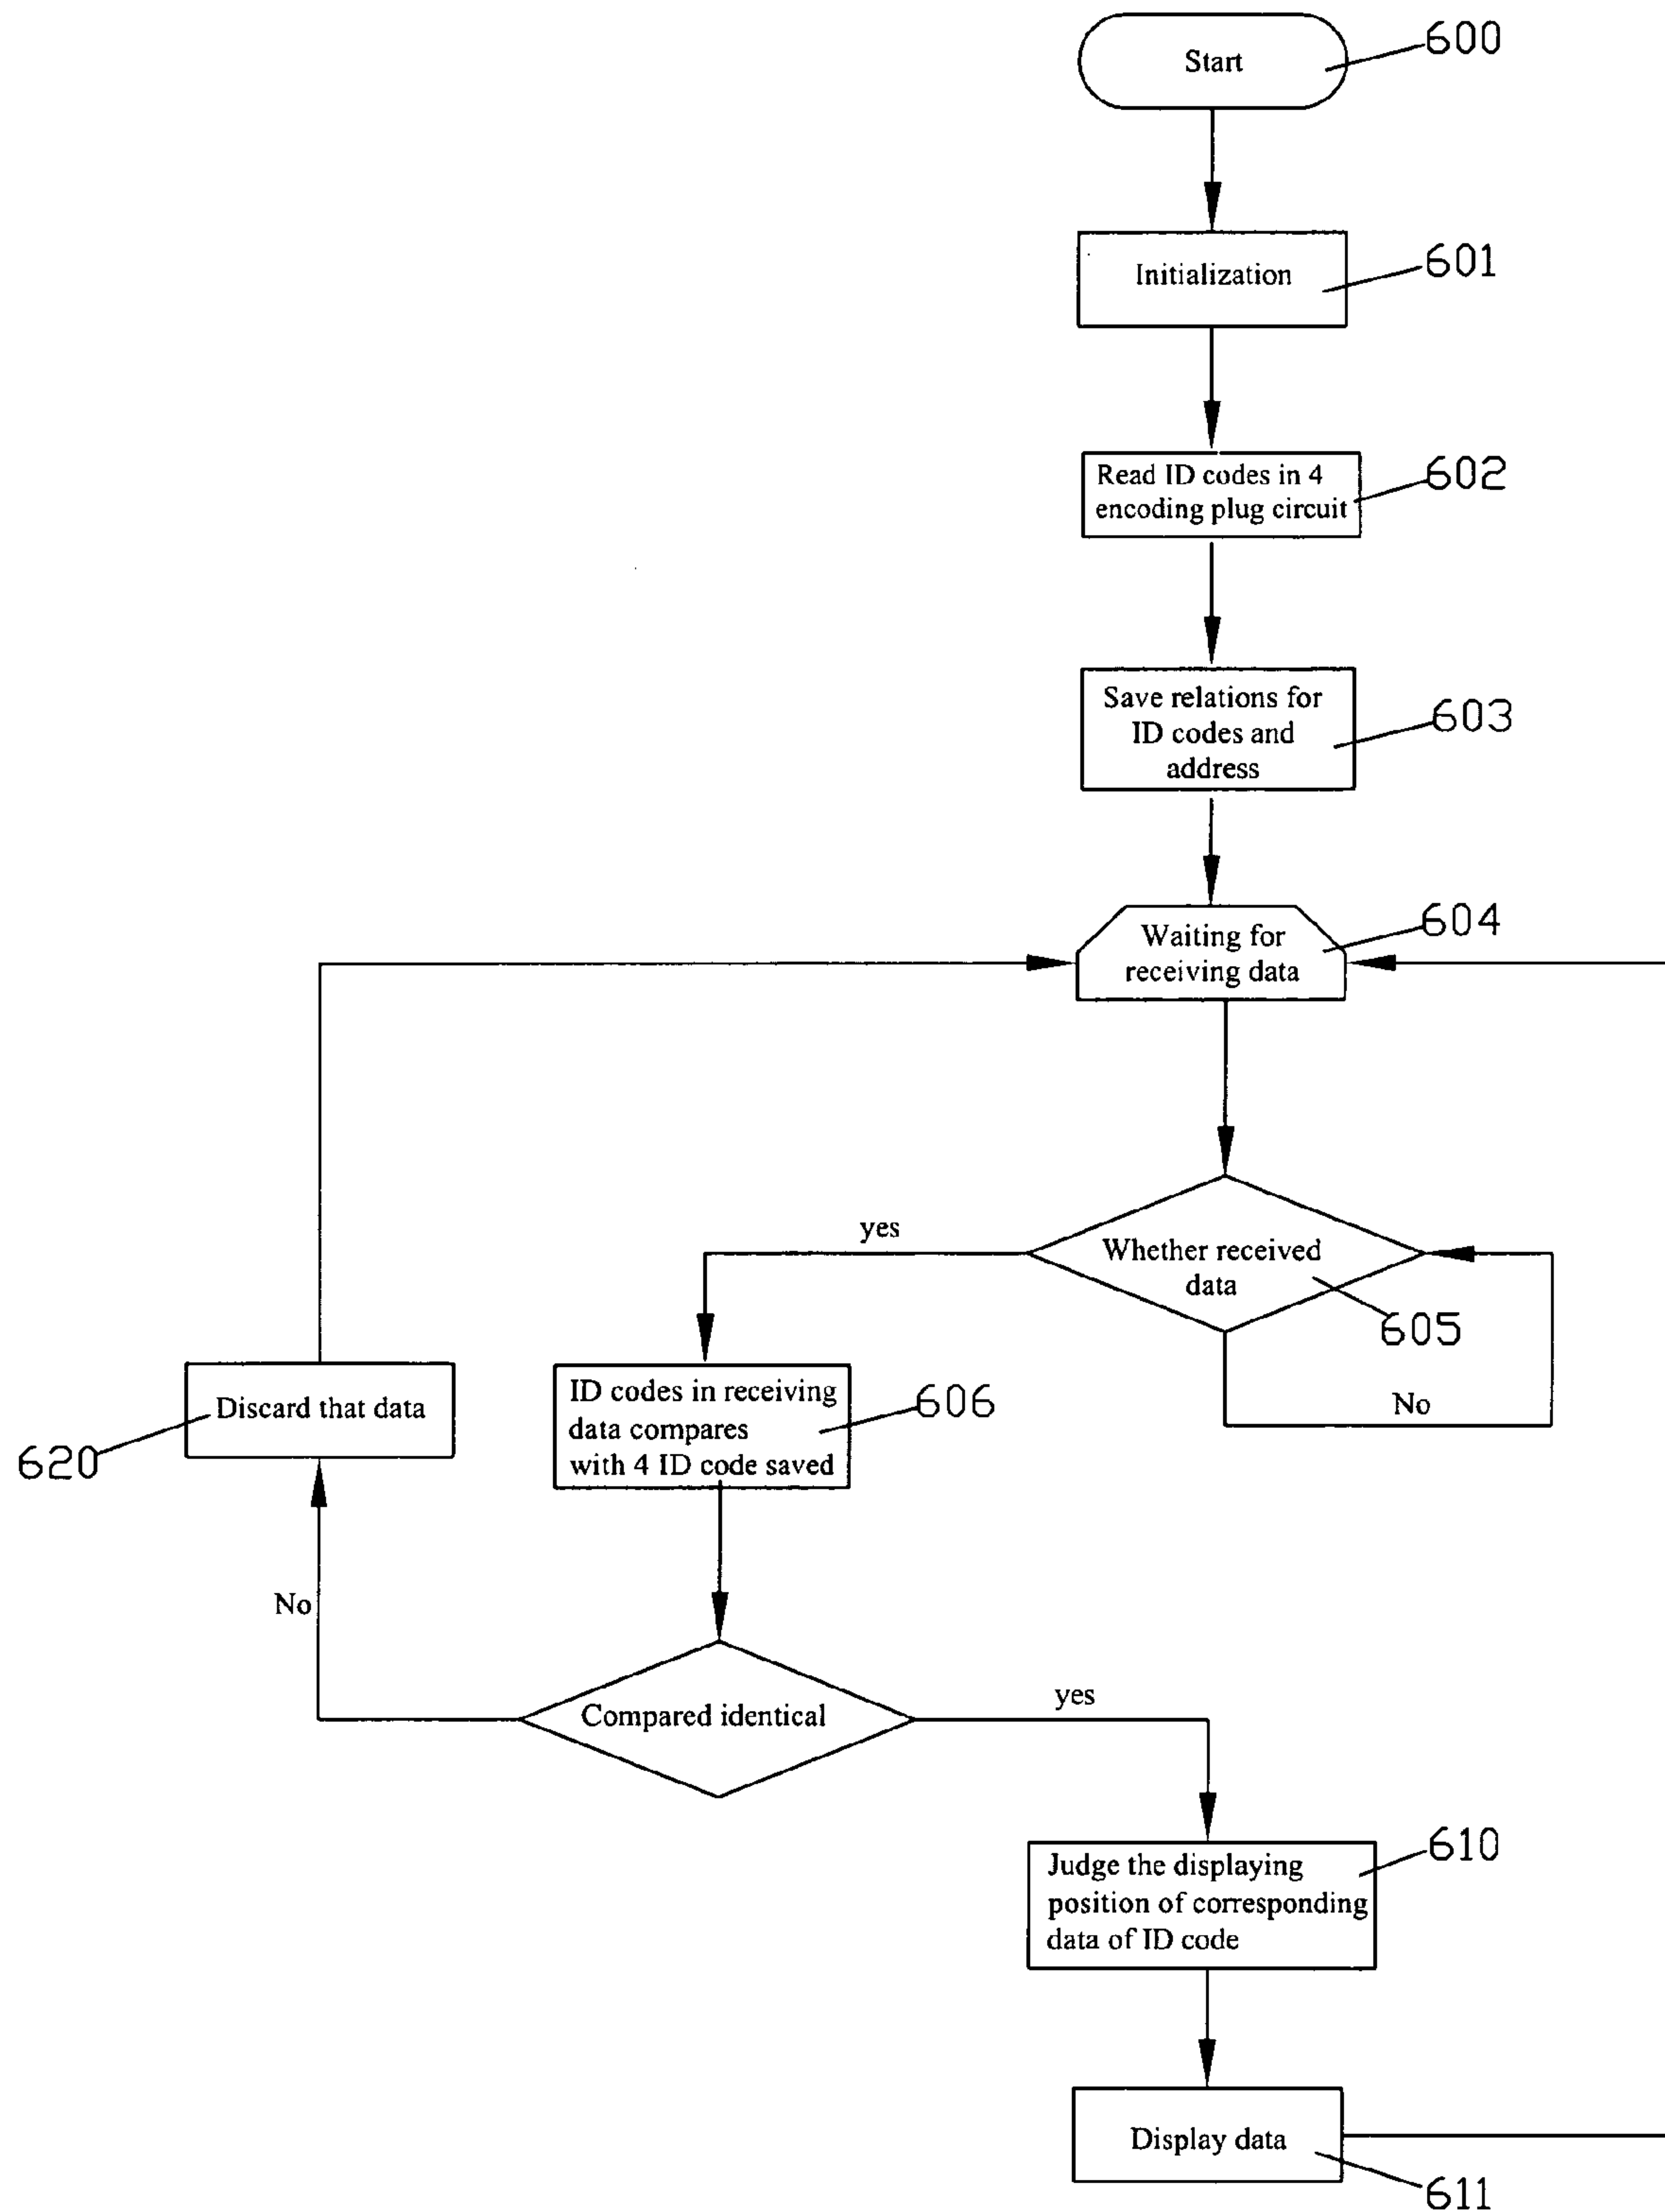 Start
600
Initialization
601
Read ID codes in 4
encoding plug circuit
602
Save relations for
ID codes and
address
603
Waiting for
receiving data
604
yes
Whether received
data
605
No
Discard that data
620
ID codes in receiving
data compares
with 4 ID code saved
606
No
Compared identical
yes
Judge the displaying
position of corresponding
data of ID code
610
Display data
611